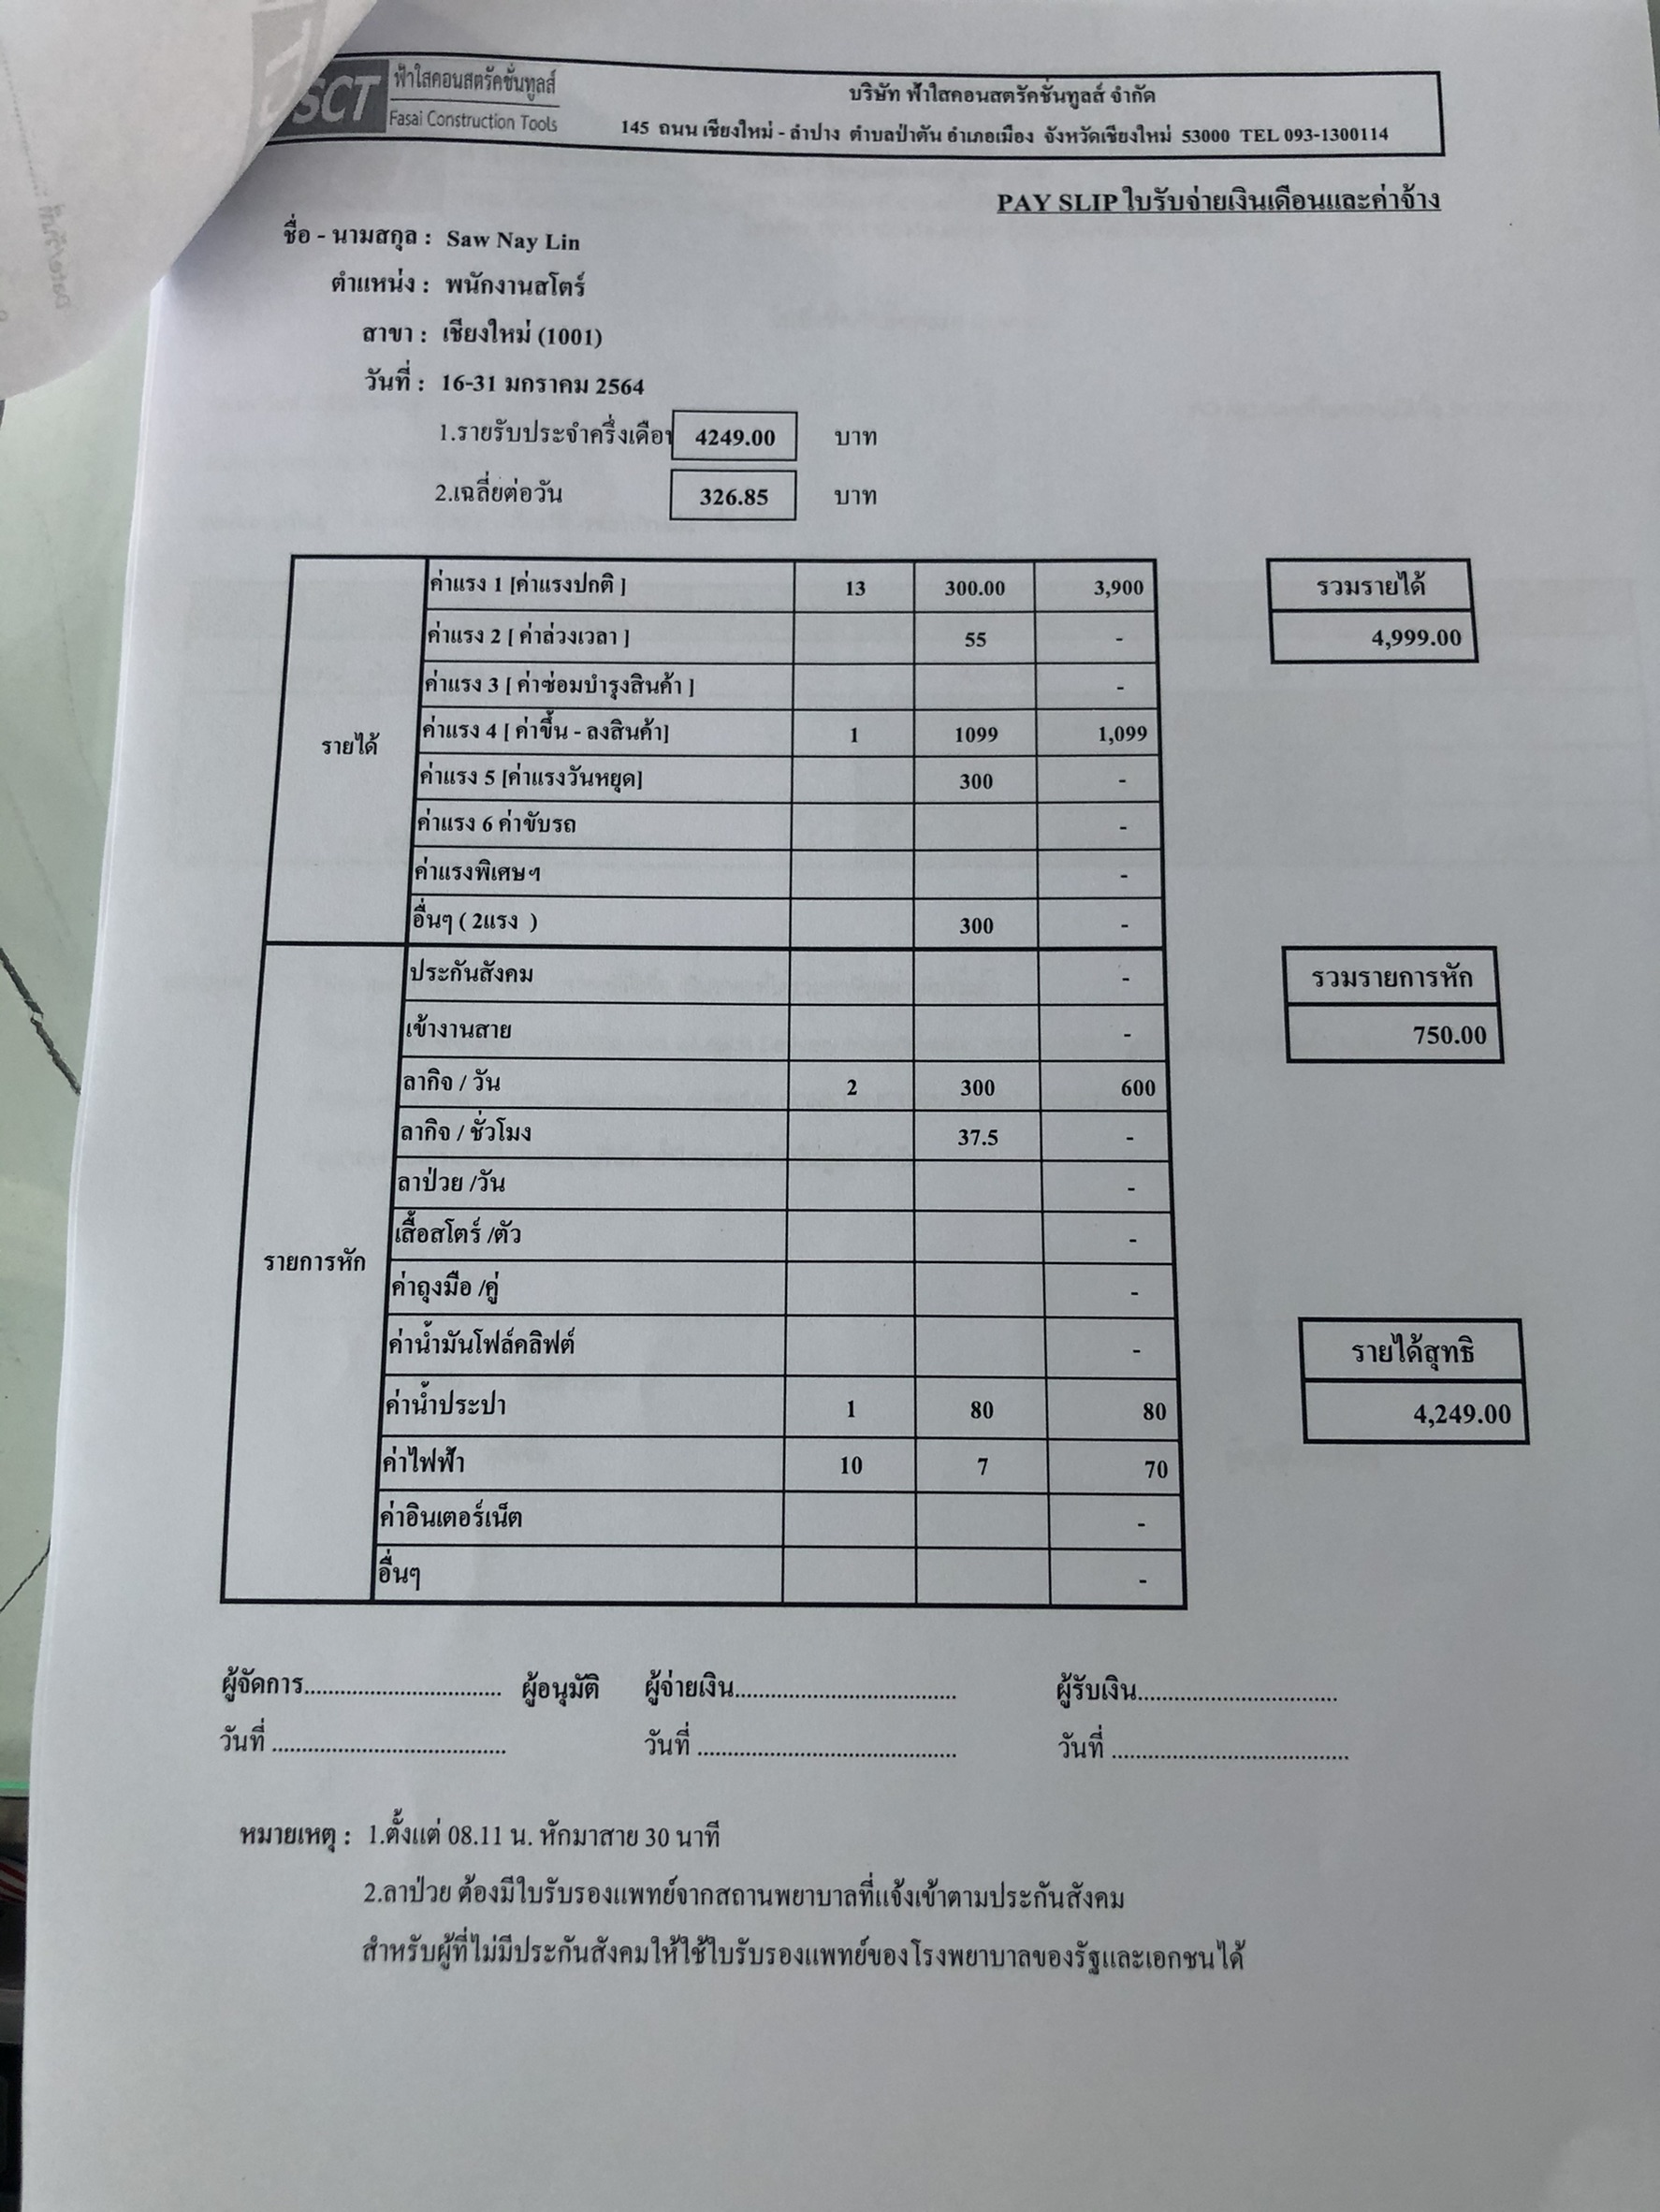 SCT ฟ้าใสคอนสตรัคชั่นทูลส์
Fasai Construction Tools
บริษัท ฟ้าใสคอนสตรัคชั่นทูลส์ จำกัด
145 ถนน เชียงใหม่ - ลำปาง ตำบลป่าตัน อำเภอเมือง จังหวัดเชียงใหม่ 53000 TEL 093-1300114
PAY SLIP ใบรับจ่ายเงินเดือนและค่าจ้าง
ชื่อ - นามสกุล : Saw Nay Lin
ตำแหน่ง : พนักงานสโตร์
สาขา : เชียงใหม่ (1001)
วันที่ : 16-31 มกราคม 2564
1.รายรับประจำครึ่งเดือน 4249.00 บาท
2.เฉลี่ยต่อวัน 326.85 บาท
รายได้
ค่าแรง 1 [ค่าแรงปกติ ] 13 300.00 3,900
ค่าแรง 2 [ ค่าล่วงเวลา ] 55 -
ค่าแรง 3 [ ค่าซ่อมบำรุงสินค้า ] -
ค่าแรง 4 [ ค่าขึ้น - ลงสินค้า] 1 1099 1,099
ค่าแรง 5 [ค่าแรงวันหยุด] 300 -
ค่าแรง 6 ค่าขับรถ -
ค่าแรงพิเศษฯ -
อื่นๆ ( 2แรง ) 300 -
รวมรายได้
4,999.00
รายการหัก
ประกันสังคม -
เข้างานสาย -
ลากิจ / วัน 2 300 600
ลากิจ / ชั่วโมง 37.5 -
ลาป่วย /วัน -
เสื้อสโตร์ /ตัว -
ค่าถุงมือ /คู่ -
ค่าน้ำมันโฟล์คลิฟต์ -
ค่าน้ำประปา 1 80 80
ค่าไฟฟ้า 10 7 70
ค่าอินเตอร์เน็ต -
อื่นๆ -
รวมรายการหัก
750.00
รายได้สุทธิ
4,249.00
ผู้จัดการ................................. ผู้อนุมัติ ผู้จ่ายเงิน..................................... ผู้รับเงิน.................................
วันที่ ....................................... วันที่ ........................................... วันที่ .......................................
หมายเหตุ : 1.ตั้งแต่ 08.11 น. หักมาสาย 30 นาที
2.ลาป่วย ต้องมีใบรับรองแพทย์จากสถานพยาบาลที่แจ้งเข้าตามประกันสังคม
สำหรับผู้ที่ไม่มีประกันสังคมให้ใช้ใบรับรองแพทย์ของโรงพยาบาลของรัฐและเอกชนได้